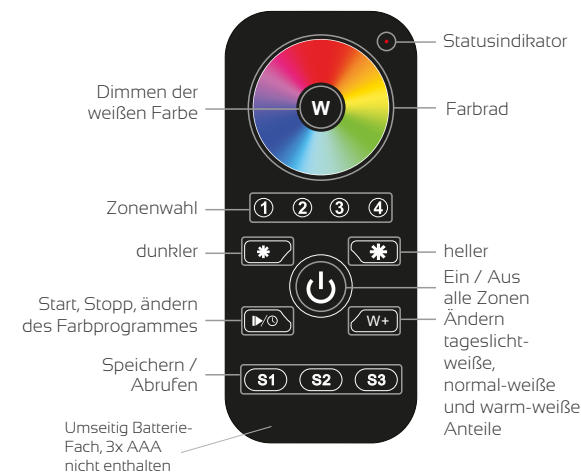 Statusindikator
Dimmen der
weißen Farbe
W
Farbrad
Zonenwahl
1 2 3 4
dunkler
heller
Ein / Aus
alle Zonen
Start, Stopp, ändern
des Farbprogrammes
W+
Ändern
tageslicht-
weiße,
normal-weiße
und warm-weiße
Anteile
Speichern /
Abrufen
S1 S2 S3
Umseitig Batterie-
Fach, 3x AAA
nicht enthalten